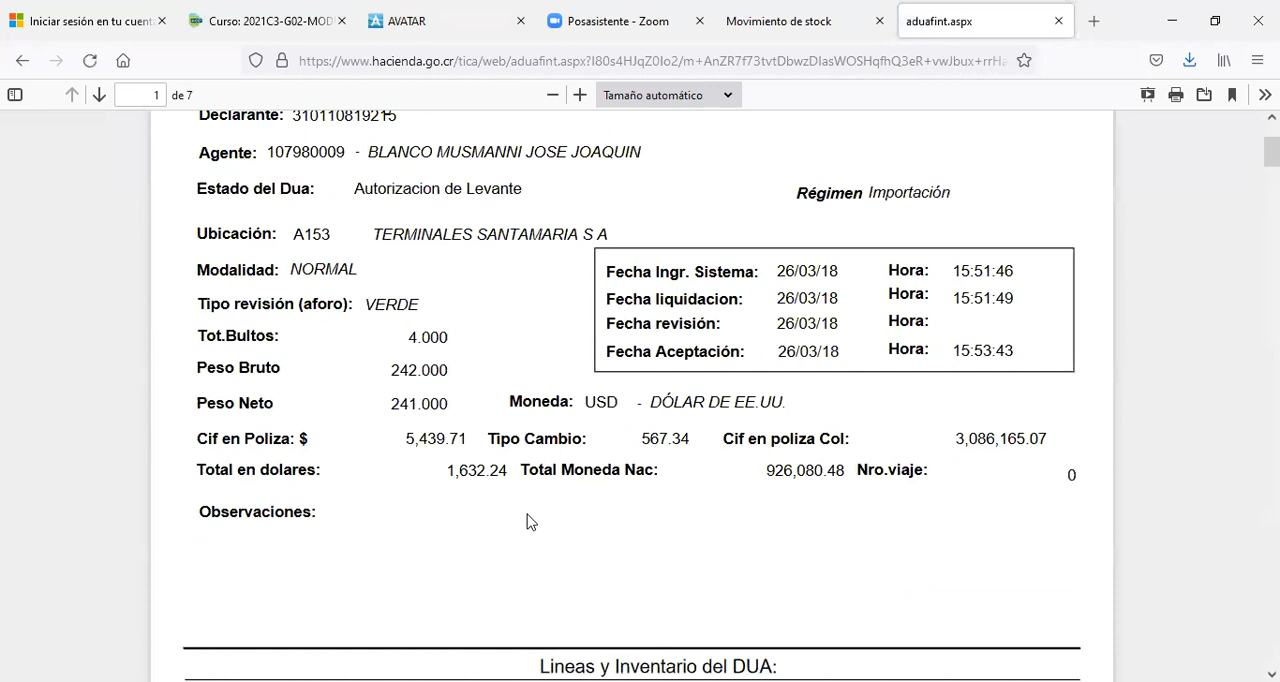 Iniciar sesión en tu cuenta
Curso: 2021C3-G02-MOD
AVATAR
Posasistente - Zoom
Movimiento de stock
aduafint.aspx
https://www.hacienda.go.cr/tica/web/aduafint.aspx?I80s4HJqZ0Io2/m+AnZR7f73tvtDbwzDIasWOSHqfhQ3eR+vwJbux+rrHa
1 de 7
Tamaño automático
Declarante: 310110819215
Agente: 107980009 - BLANCO MUSMANNI JOSE JOAQUIN
Estado del Dua: Autorizacion de Levante
Régimen Importación
Ubicación: A153 TERMINALES SANTAMARIA S A
Modalidad: NORMAL
Fecha Ingr. Sistema: 26/03/18 Hora: 15:51:46
Fecha liquidacion: 26/03/18 Hora: 15:51:49
Tipo revisión (aforo): VERDE
Fecha revisión: 26/03/18 Hora:
Tot.Bultos: 4.000
Fecha Aceptación: 26/03/18 Hora: 15:53:43
Peso Bruto 242.000
Peso Neto 241.000 Moneda: USD - DÓLAR DE EE.UU.
Cif en Poliza: $ 5,439.71 Tipo Cambio: 567.34 Cif en poliza Col: 3,086,165.07
Total en dolares: 1,632.24 Total Moneda Nac: 926,080.48 Nro.viaje: 0
Observaciones:
Lineas y Inventario del DUA: